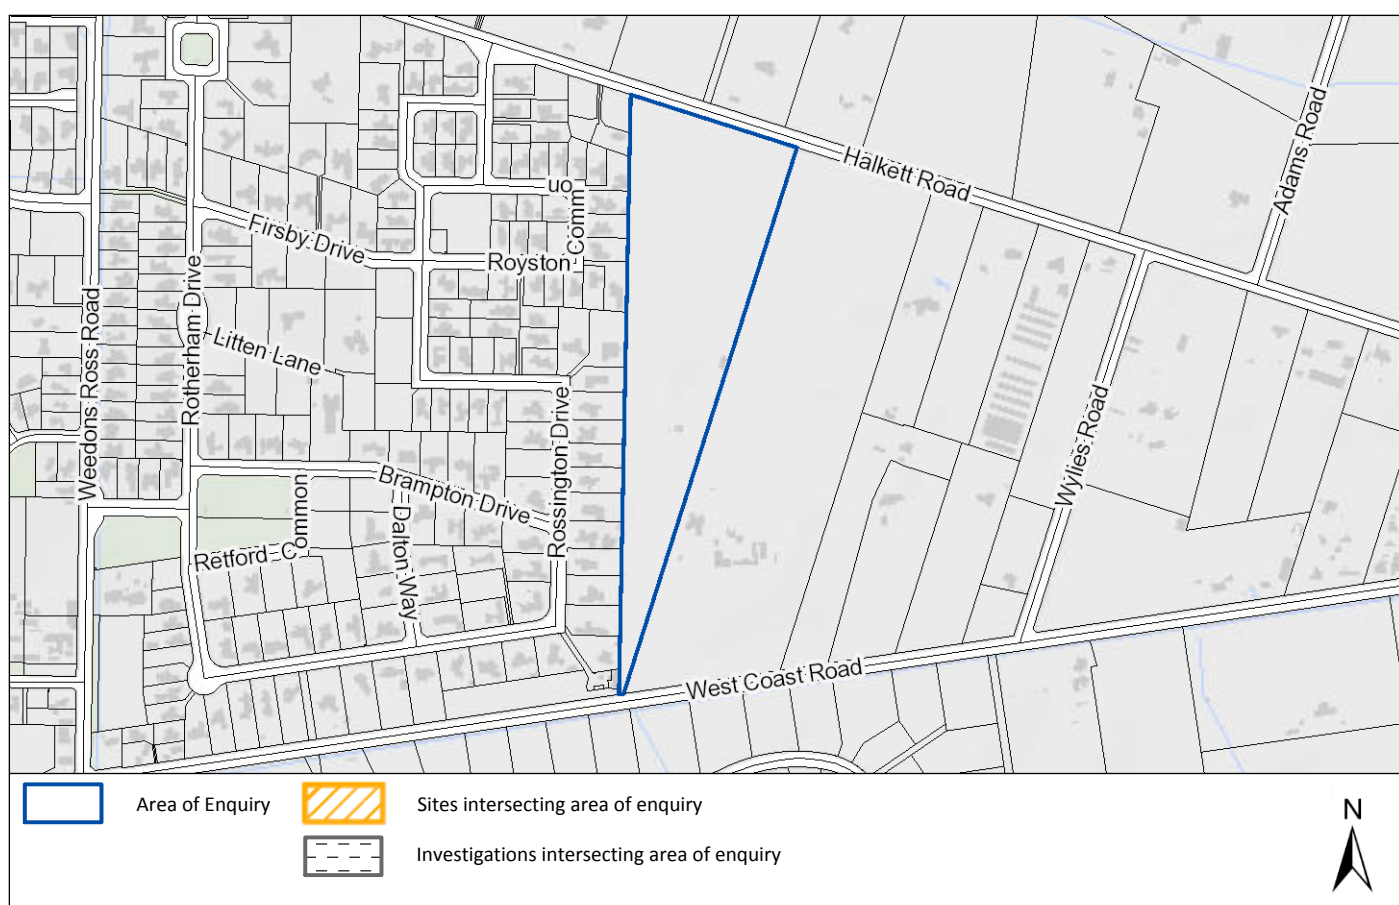 Halkett Road
Adams Road
Comm
on
Firsby Drive
Royston
Weedons Ross Road
Rotherham Drive
Litten Lane
Rossington Drive
Wylies Road
Brampton Drive
Retford Common
Dalton Way
West Coast Road
Area of Enquiry
Sites intersecting area of enquiry
Investigations intersecting area of enquiry
N